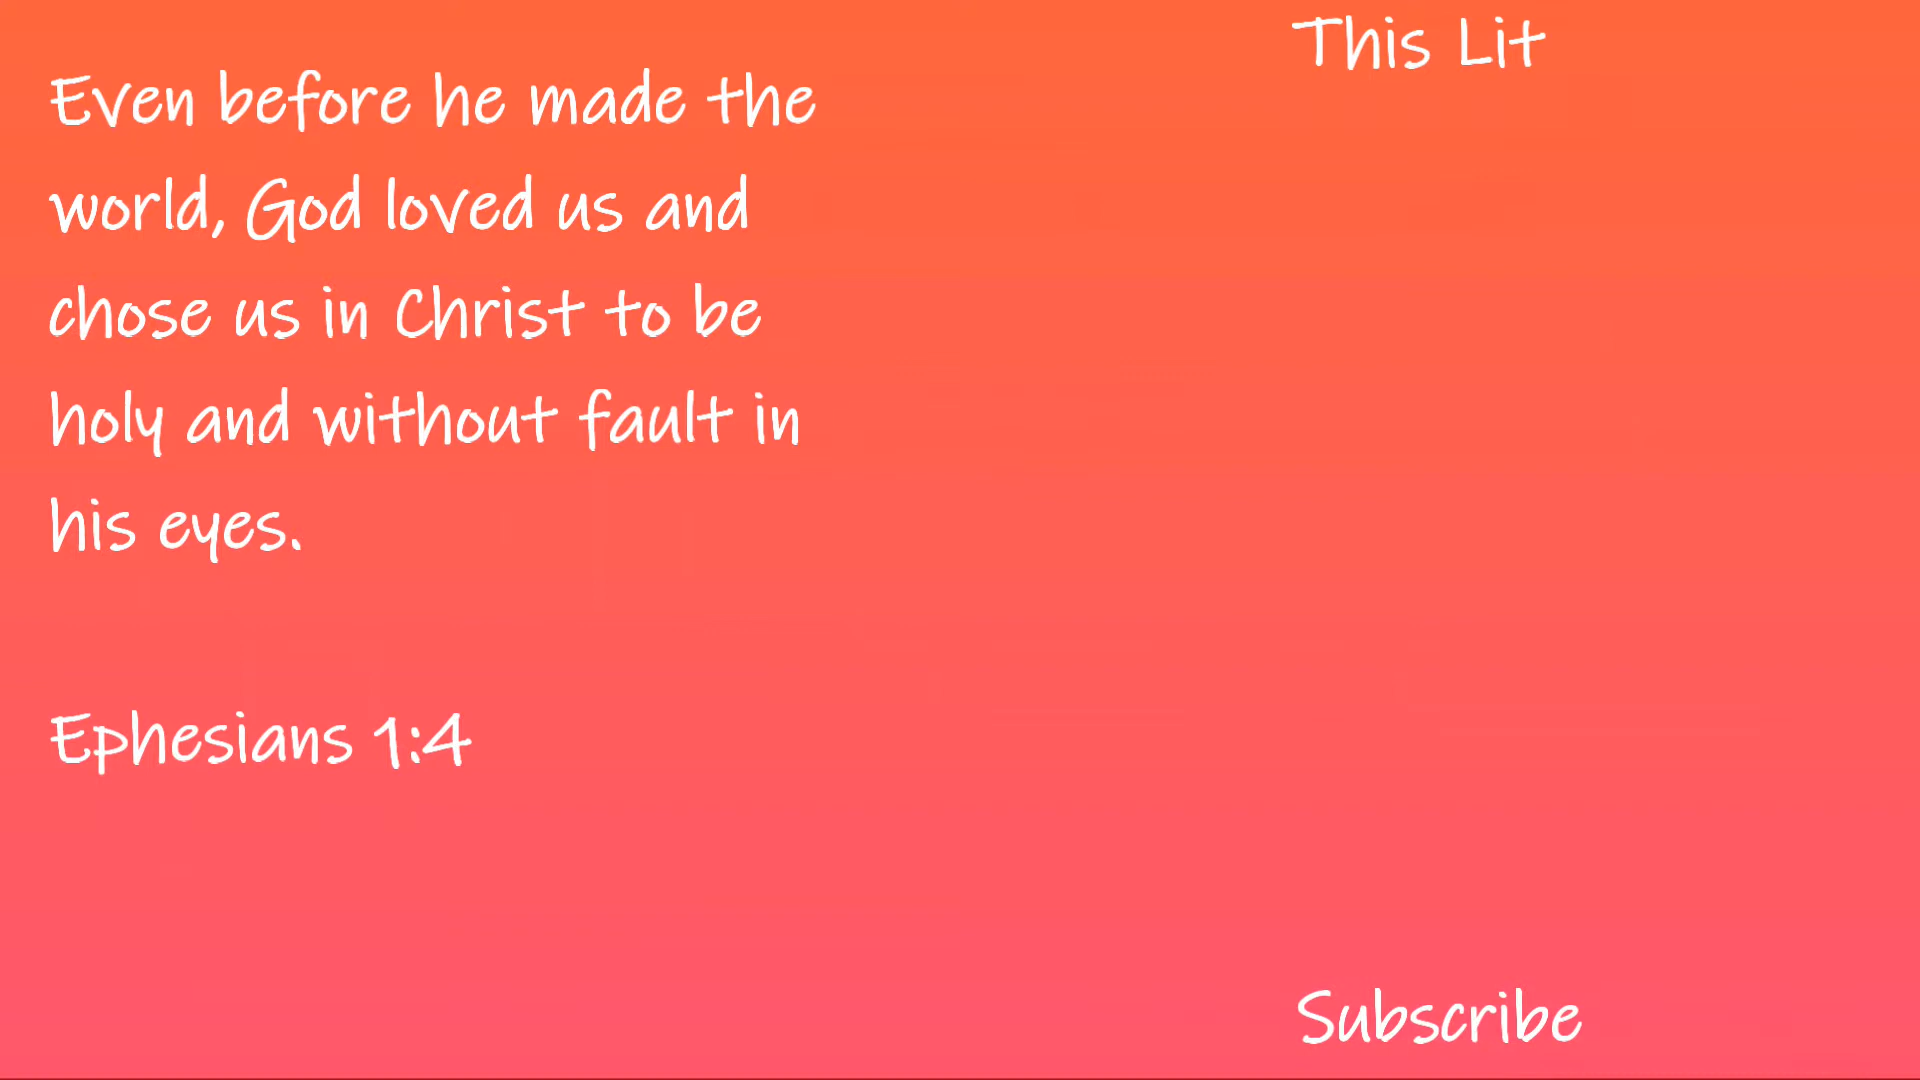 This Lit
Even before he made the
world, God loved us and
chose us in Christ to be
holy and without fault in
his eyes.
Ephesians 1:4
Subscribe